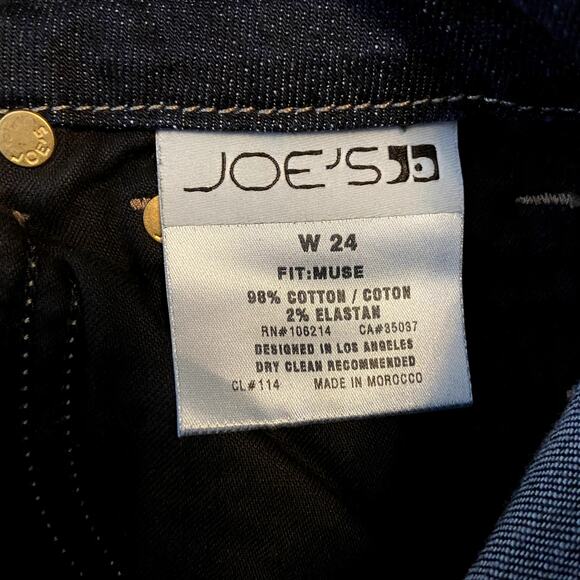 JOE'S
JOE'S
W 24
FIT:MUSE
98% COTTON / COTON
2% ELASTAN
RN#106214 CA#35037
DESIGNED IN LOS ANGELES
DRY CLEAN RECOMMENDED
CL#114 MADE IN MOROCCO